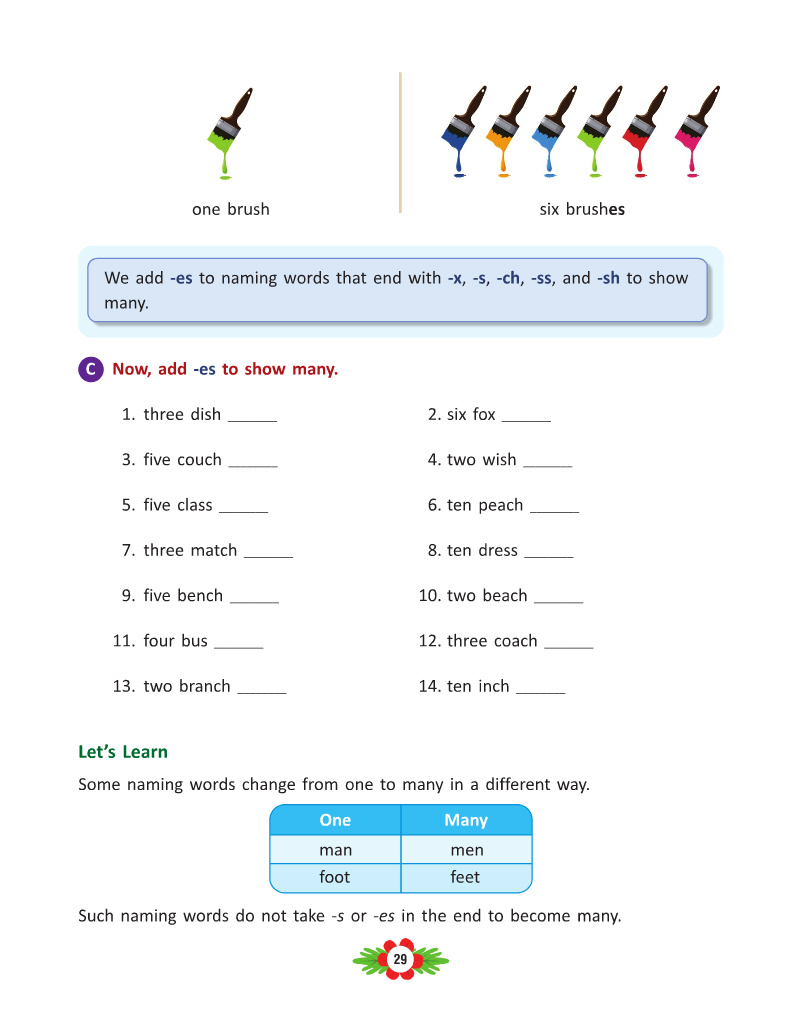 one brush
six brushes
We add -es to naming words that end with -x, -s, -ch, -ss, and -sh to show
many.
C Now, add -es to show many.
1. three dish ______
2. six fox ______
3. five couch ______
4. two wish ______
5. five class ______
6. ten peach ______
7. three match ______
8. ten dress ______
9. five bench ______
10. two beach ______
11. four bus ______
12. three coach ______
13. two branch ______
14. ten inch ______
Let's Learn
Some naming words change from one to many in a different way.
One Many
man men
foot feet
Such naming words do not take -s or -es in the end to become many.
29